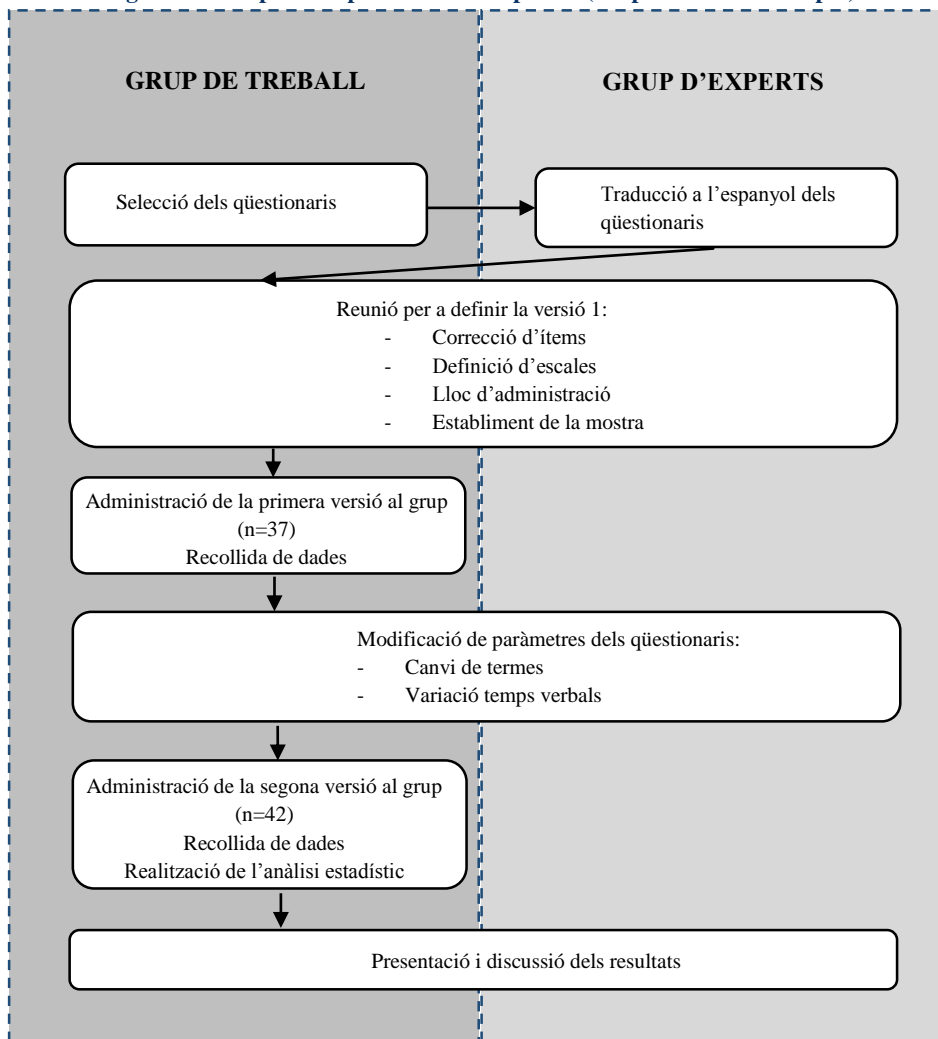 GRUP DE TREBALL
GRUP D’EXPERTS
Selecció dels qüestionaris
Traducció a l’espanyol dels
qüestionaris
Reunió per a definir la versió 1:
- Correcció d’ítems
- Definició d’escales
- Lloc d’administració
- Establiment de la mostra
Administració de la primera versió al grup
(n=37)
Recollida de dades
Modificació de paràmetres dels qüestionaris:
- Canvi de termes
- Variació temps verbals
Administració de la segona versió al grup
(n=42)
Recollida de dades
Realització de l’anàlisi estadístic
Presentació i discussió dels resultats